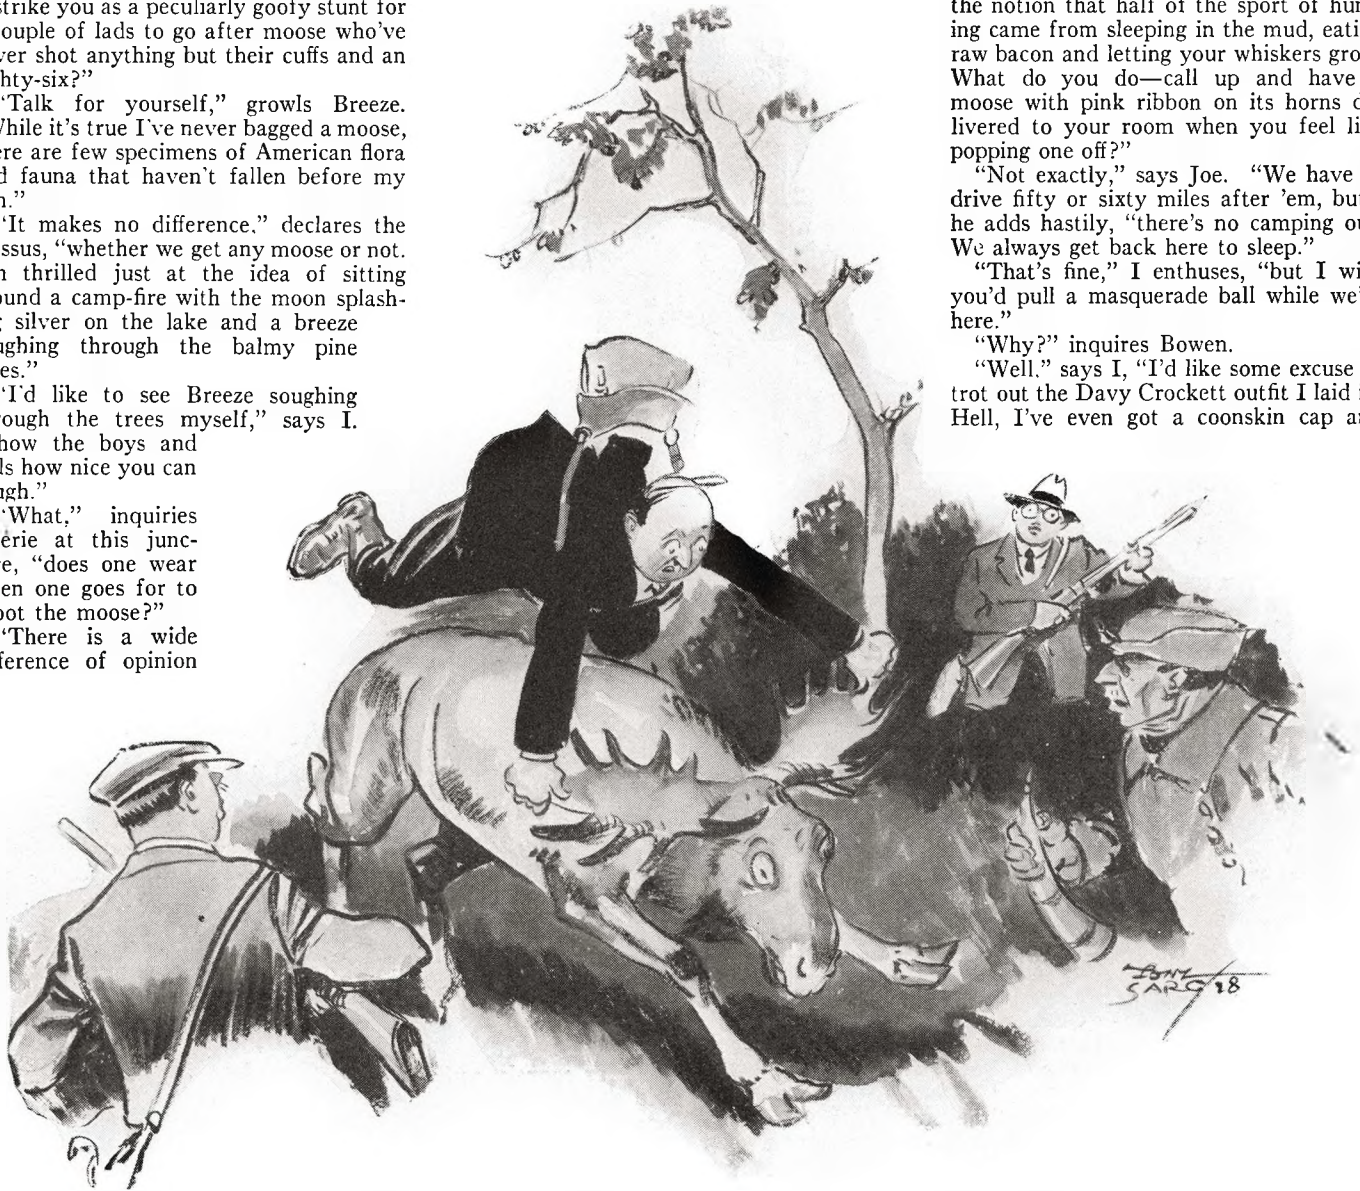 strike you as a peculiarly goofy stunt for
ouple of lads to go after moose who've
ver shot anything but their cuffs and an
hty-six?”
“Talk for yourself,” growls Breeze.
While it's true I've never bagged a moose,
ere are few specimens of American flora
d fauna that haven't fallen before my
n.”
“It makes no difference,” declares the
ssus, “whether we get any moose or not.
n thrilled just at the idea of sitting
ound a camp-fire with the moon splash-
g silver on the lake and a breeze
ughing through the balmy pine
es.”
“I'd like to see Breeze soughing
rough the trees myself,” says I.
how the boys and
ls how nice you can
ugh.”
“What,” inquiries
erie at this junc-
e, “does one wear
en one goes for to
oot the moose?”
“There is a wide
ference of opinion
the notion that half of the sport of hun
ing came from sleeping in the mud, eati
raw bacon and letting your whiskers gro
What do you do—call up and have
moose with pink ribbon on its horns d
livered to your room when you feel li
popping one off?”
“Not exactly,” says Joe. “We have
drive fifty or sixty miles after 'em, but
he adds hastily, “there's no camping ou
We always get back here to sleep.”
“That's fine,” I enthuses, “but I wi
you'd pull a masquerade ball while we'
here.”
“Why?” inquires Bowen.
“Well,” says I, “I'd like some excuse
trot out the Davy Crockett outfit I laid
Hell, I've even got a coonskin cap a
TONY
SARG 28